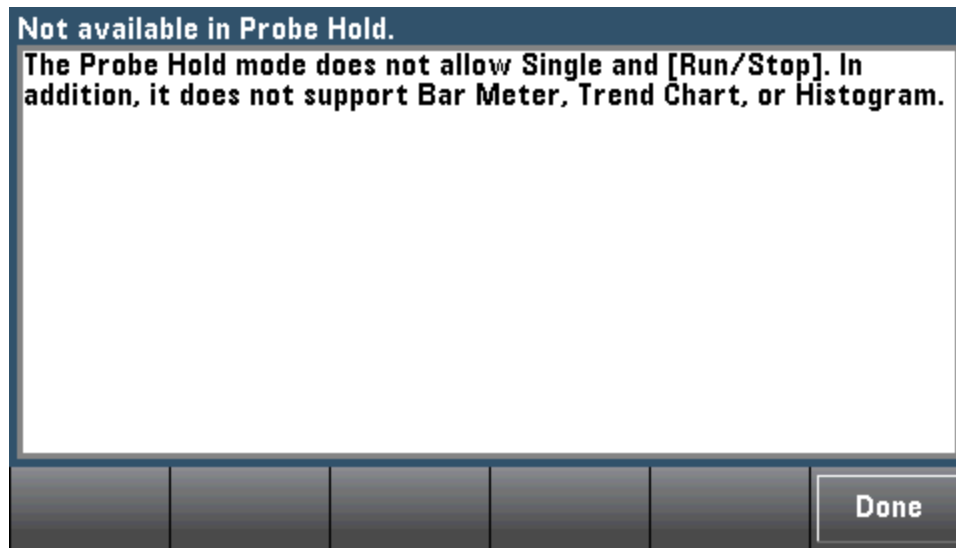 Not available in Probe Hold.
The Probe Hold mode does not allow Single and [Run/Stop]. In
addition, it does not support Bar Meter, Trend Chart, or Histogram.
Done